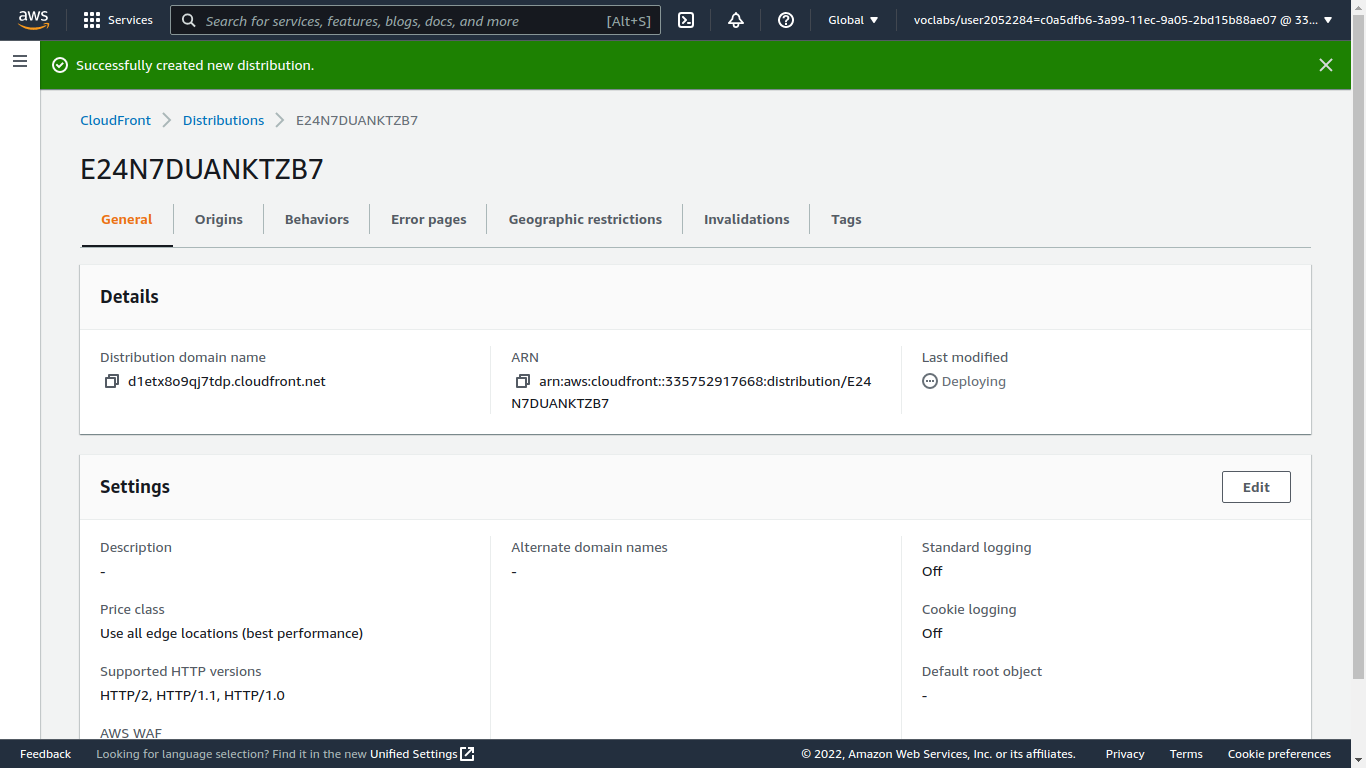 aws Services Search for services, features, blogs, docs, and more [Alt+S] Global voclabs/user2052284=c0a5dfb6-3a99-11ec-9a05-2bd15b88ae07 @ 33...
Successfully created new distribution.
CloudFront Distributions E24N7DUANKTZB7
E24N7DUANKTZB7
General Origins Behaviors Error pages Geographic restrictions Invalidations Tags
Details
Distribution domain name ARN Last modified
d1etx8o9qj7tdp.cloudfront.net arn:aws:cloudfront::335752917668:distribution/E24 Deploying
N7DUANKTZB7
Settings Edit
Description Alternate domain names Standard logging
- - Off
Price class Cookie logging
Use all edge locations (best performance) Off
Supported HTTP versions Default root object
HTTP/2, HTTP/1.1, HTTP/1.0 -
AWS WAF
Feedback Looking for language selection? Find it in the new Unified Settings © 2022, Amazon Web Services, Inc. or its affiliates. Privacy Terms Cookie preferences